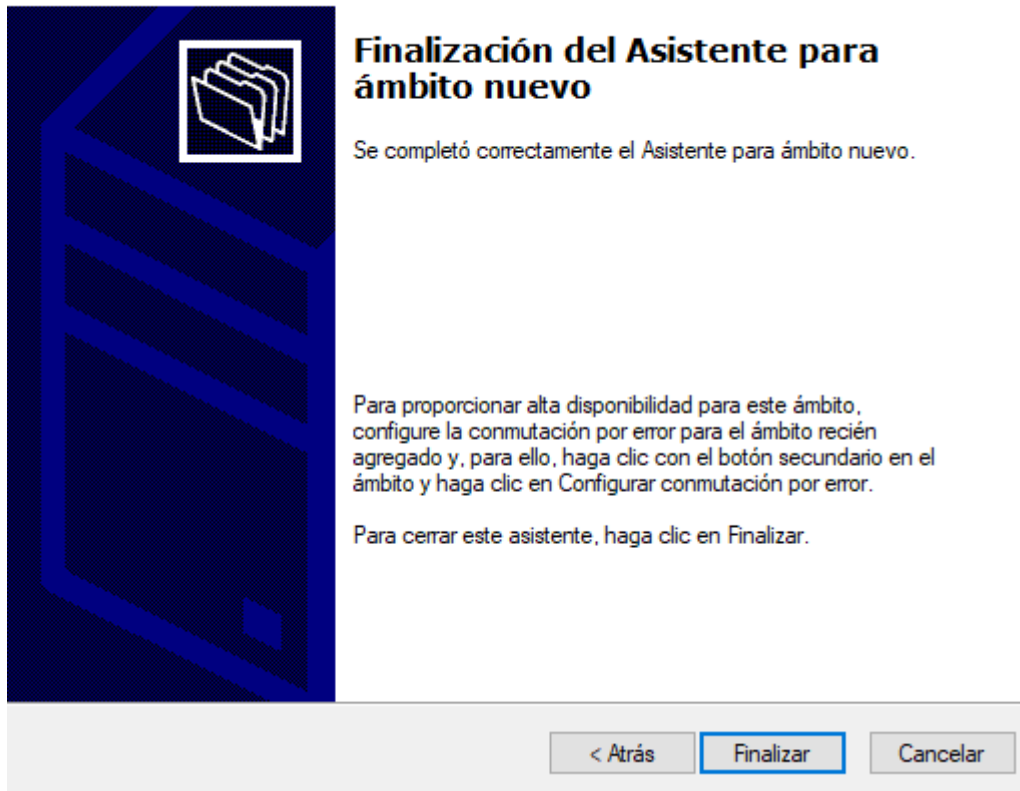 Finalización del Asistente para
ámbito nuevo
Se completó correctamente el Asistente para ámbito nuevo.
Para proporcionar alta disponibilidad para este ámbito,
configure la conmutación por error para el ámbito recién
agregado y, para ello, haga clic con el botón secundario en el
ámbito y haga clic en Configurar conmutación por error.
Para cerrar este asistente, haga clic en Finalizar.
< Atrás Finalizar Cancelar